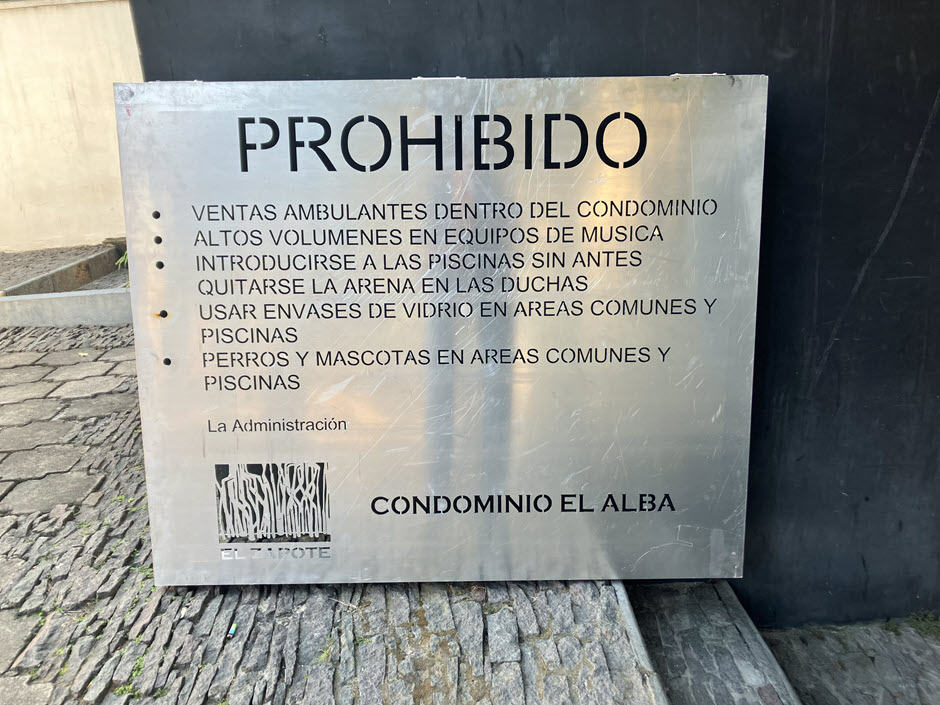 PROHIBIDO
• VENTAS AMBULANTES DENTRO DEL CONDOMINIO
• ALTOS VOLUMENES EN EQUIPOS DE MUSICA
• INTRODUCIRSE A LAS PISCINAS SIN ANTES
QUITARSE LA ARENA EN LAS DUCHAS
• USAR ENVASES DE VIDRIO EN AREAS COMUNES Y
PISCINAS
• PERROS Y MASCOTAS EN AREAS COMUNES Y
PISCINAS
La Administración
EL ZAPOTE
CONDOMINIO EL ALBA